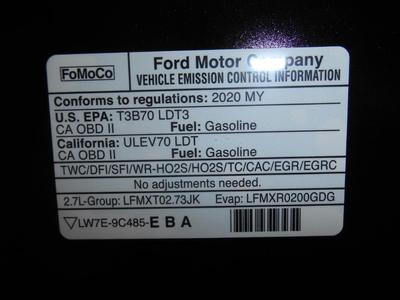 FoMoCo
Ford Motor Company
VEHICLE EMISSION CONTROL INFORMATION
Conforms to regulations: 2020 MY
U.S. EPA: T3B70 LDT3
CA OBD II Fuel: Gasoline
California: ULEV70 LDT
CA OBD II Fuel: Gasoline
TWC/DFI/SFI/WR-HO2S/HO2S/TC/CAC/EGR/EGRC
No adjustments needed.
2.7L-Group: LFMXT02.73JK Evap: LFMXR0200GDG
LW7E-9C485-EBA